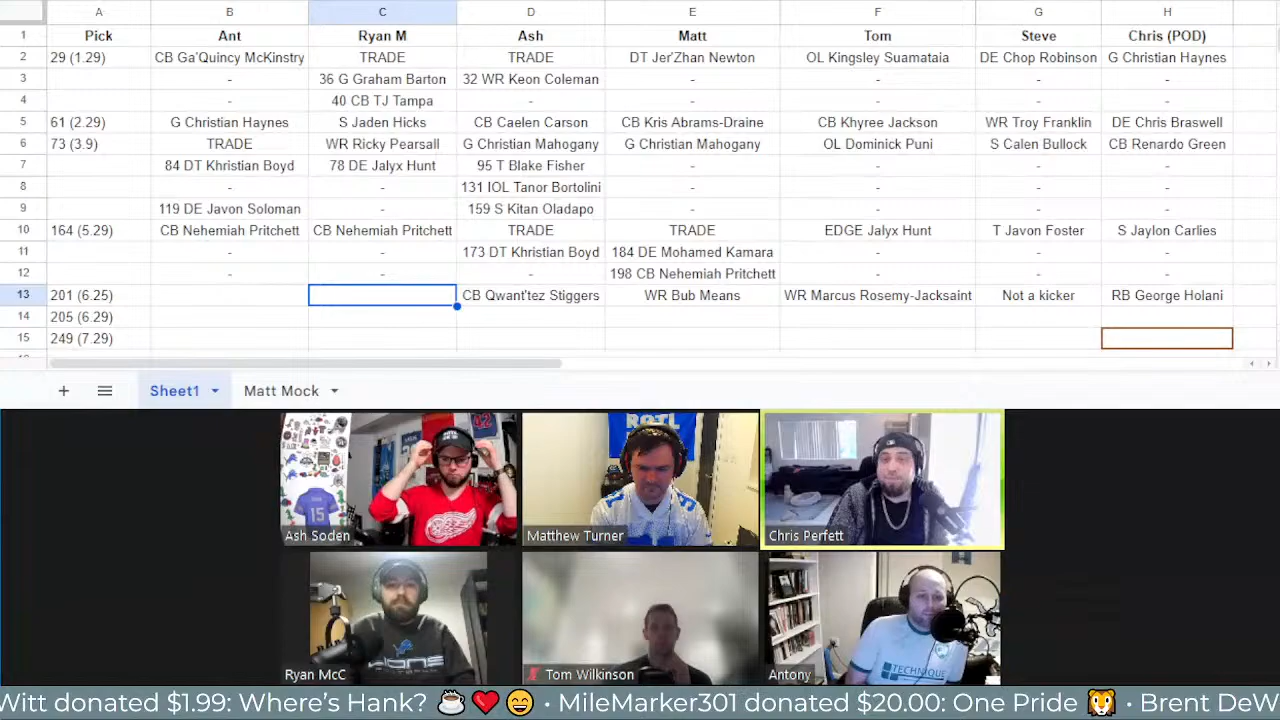 A B C D E F G H
1 Pick Ant Ryan M Ash Matt Tom Steve Chris (POD)
2 29 (1.29) CB Ga'Quincy McKinstry TRADE TRADE DT Jer'Zhan Newton OL Kingsley Suamataia DE Chop Robinson G Christian Haynes
3 - 36 G Graham Barton 32 WR Keon Coleman - - - -
4 - 40 CB TJ Tampa - - - - -
5 61 (2.29) G Christian Haynes S Jaden Hicks CB Caelen Carson CB Kris Abrams-Draine CB Khyree Jackson WR Troy Franklin DE Chris Braswell
6 73 (3.9) TRADE WR Ricky Pearsall G Christian Mahogany G Christian Mahogany OL Dominick Puni S Calen Bullock CB Renardo Green
7 84 DT Khristian Boyd 78 DE Jalyx Hunt 95 T Blake Fisher - - - -
8 - - 131 IOL Tanor Bortolini - - - -
9 119 DE Javon Soloman - 159 S Kitan Oladapo - - - -
10 164 (5.29) CB Nehemiah Pritchett CB Nehemiah Pritchett TRADE TRADE EDGE Jalyx Hunt T Javon Foster S Jaylon Carlies
11 - - 173 DT Khristian Boyd 184 DE Mohamed Kamara - - -
12 - - - 198 CB Nehemiah Pritchett - - -
13 201 (6.25) CB Qwant'tez Stiggers WR Bub Means WR Marcus Rosemy-Jacksaint Not a kicker RB George Holani
14 205 (6.29)
15 249 (7.29)
+ Sheet1 Matt Mock
ROTL
42
15
Ash Soden Matthew Turner Chris Perfett
LIONS
TECHNIQUE
Ryan McC Tom Wilkinson Antony
Witt donated $1.99: Where's Hank? ☕❤️😄 • MileMarker301 donated $20.00: One Pride 🦁 • Brent DeW